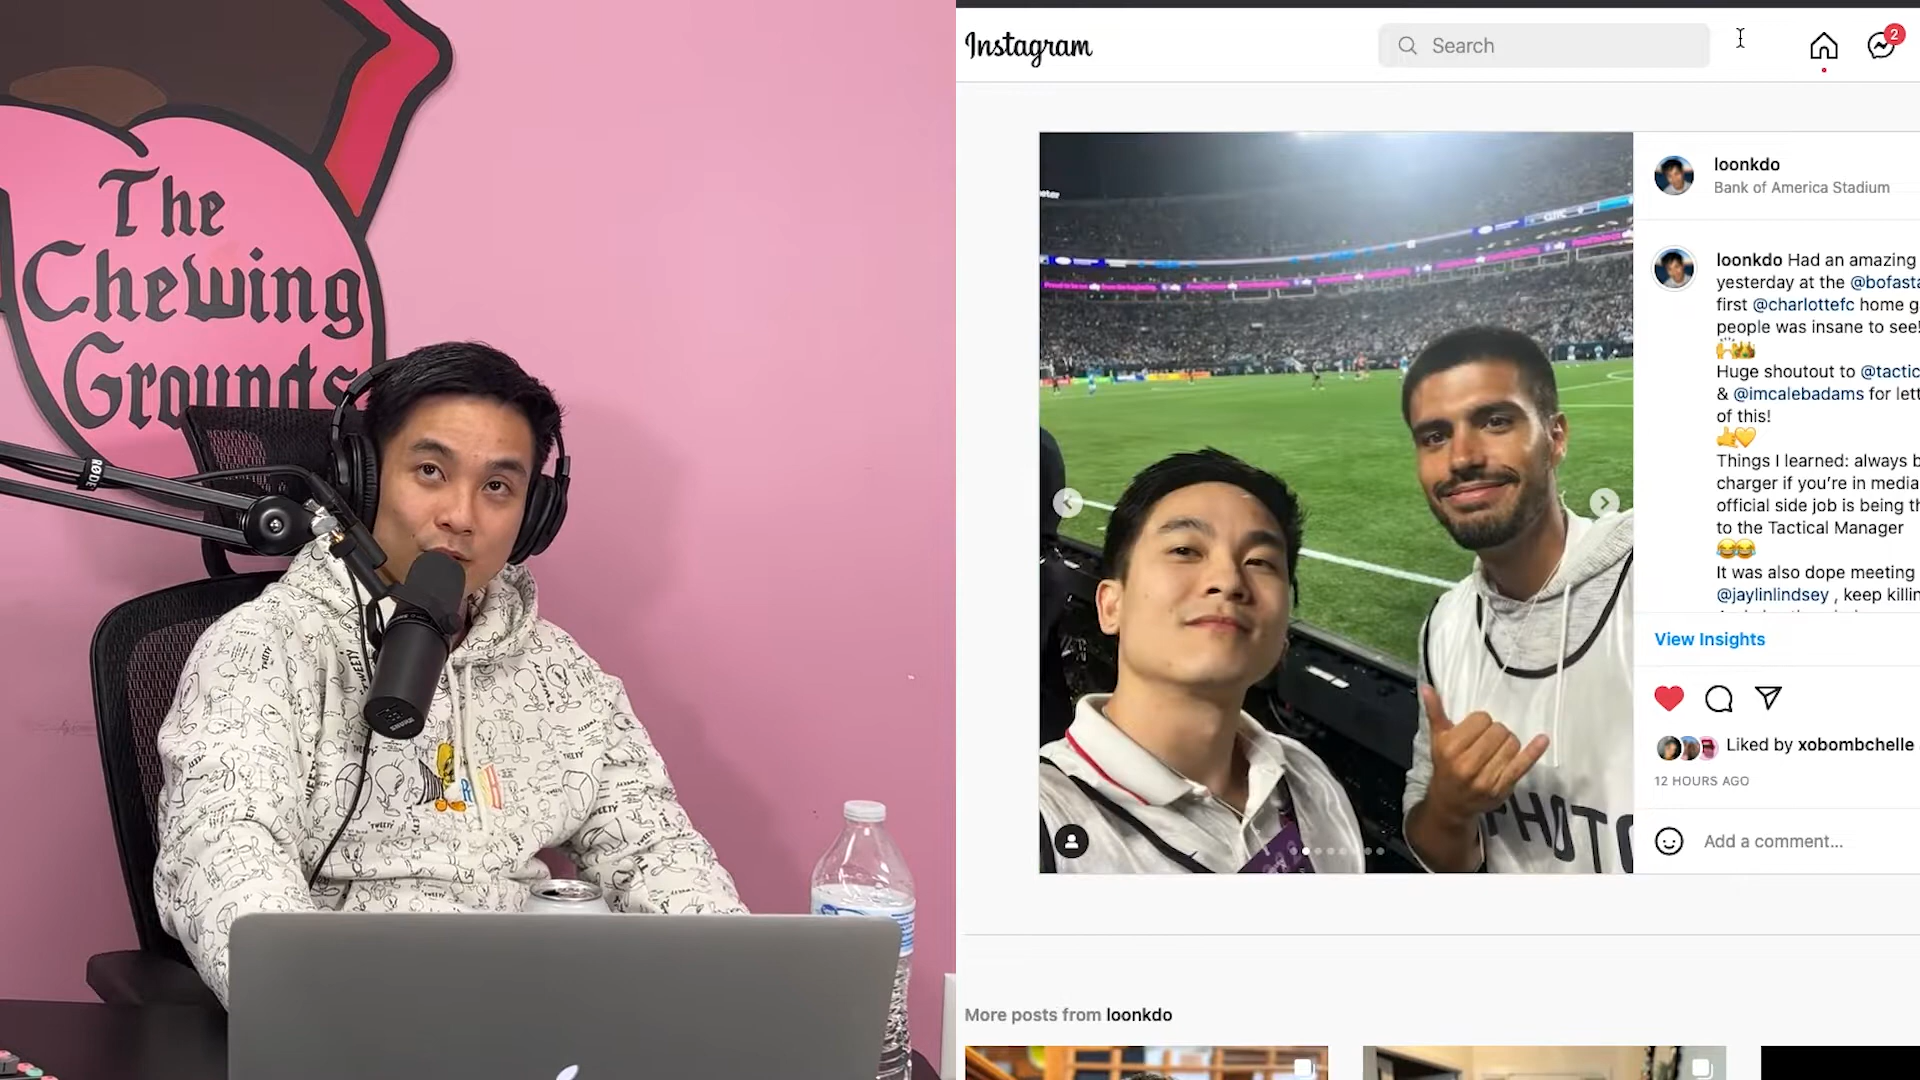 The
Chewing
Grounds
RØDE
TWEETY
Instagram
Search
2
loonkdo
Bank of America Stadium
loonkdo Had an amazing
yesterday at the @bofasta
first @charlottefc home g
people was insane to see!
🙌👑
Huge shoutout to @tactic
& @imcalebadams for lett
of this!
🤙💛
Things I learned: always b
charger if you're in media
official side job is being th
to the Tactical Manager
😂😂
It was also dope meeting
@jaylinlindsey , keep killin
View Insights
Liked by xobombchelle
12 HOURS AGO
Add a comment...
PHOTO
More posts from loonkdo